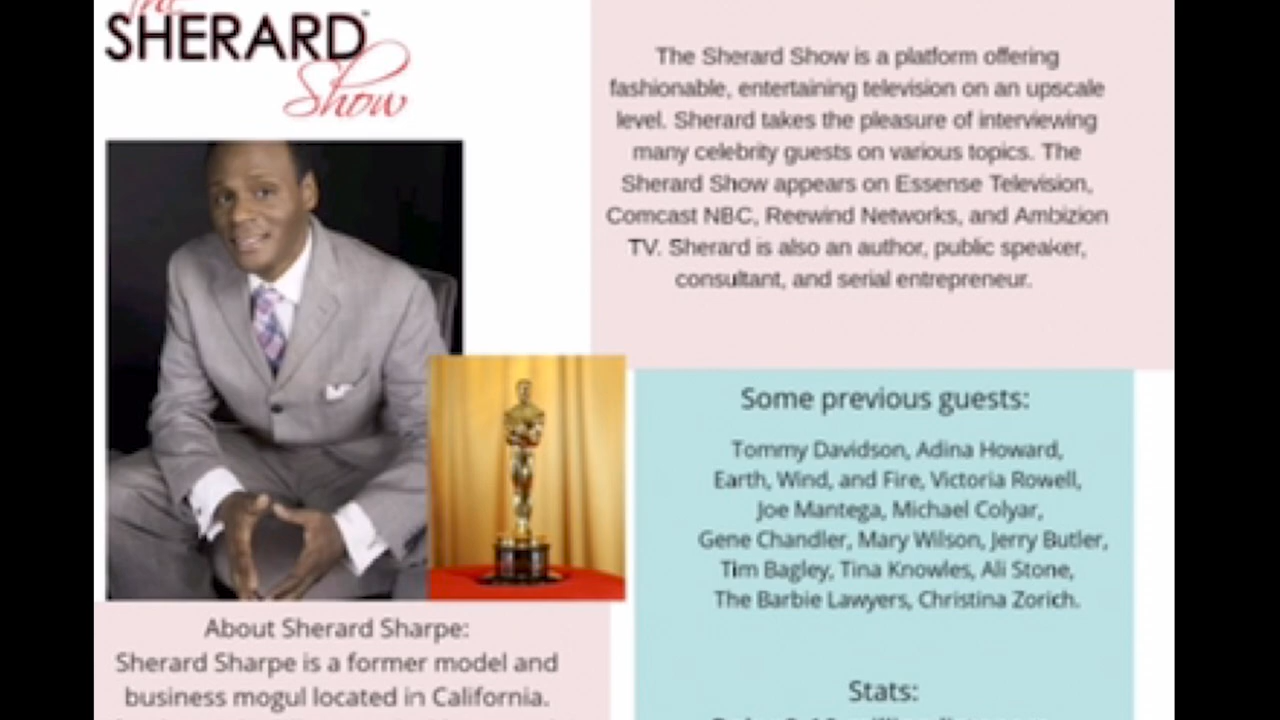 The
SHERARD™
Show
The Sherard Show is a platform offering
fashionable, entertaining television on an upscale
level. Sherard takes the pleasure of interviewing
many celebrity guests on various topics. The
Sherard Show appears on Essense Television,
Comcast NBC, Reewind Networks, and Ambizion
TV. Sherard is also an author, public speaker,
consultant, and serial entrepreneur.
Some previous guests:
Tommy Davidson, Adina Howard,
Earth, Wind, and Fire, Victoria Rowell,
Joe Mantega, Michael Colyar,
Gene Chandler, Mary Wilson, Jerry Butler,
Tim Bagley, Tina Knowles, Ali Stone,
The Barbie Lawyers, Christina Zorich.
About Sherard Sharpe:
Sherard Sharpe is a former model and
business mogul located in California.
Stats: